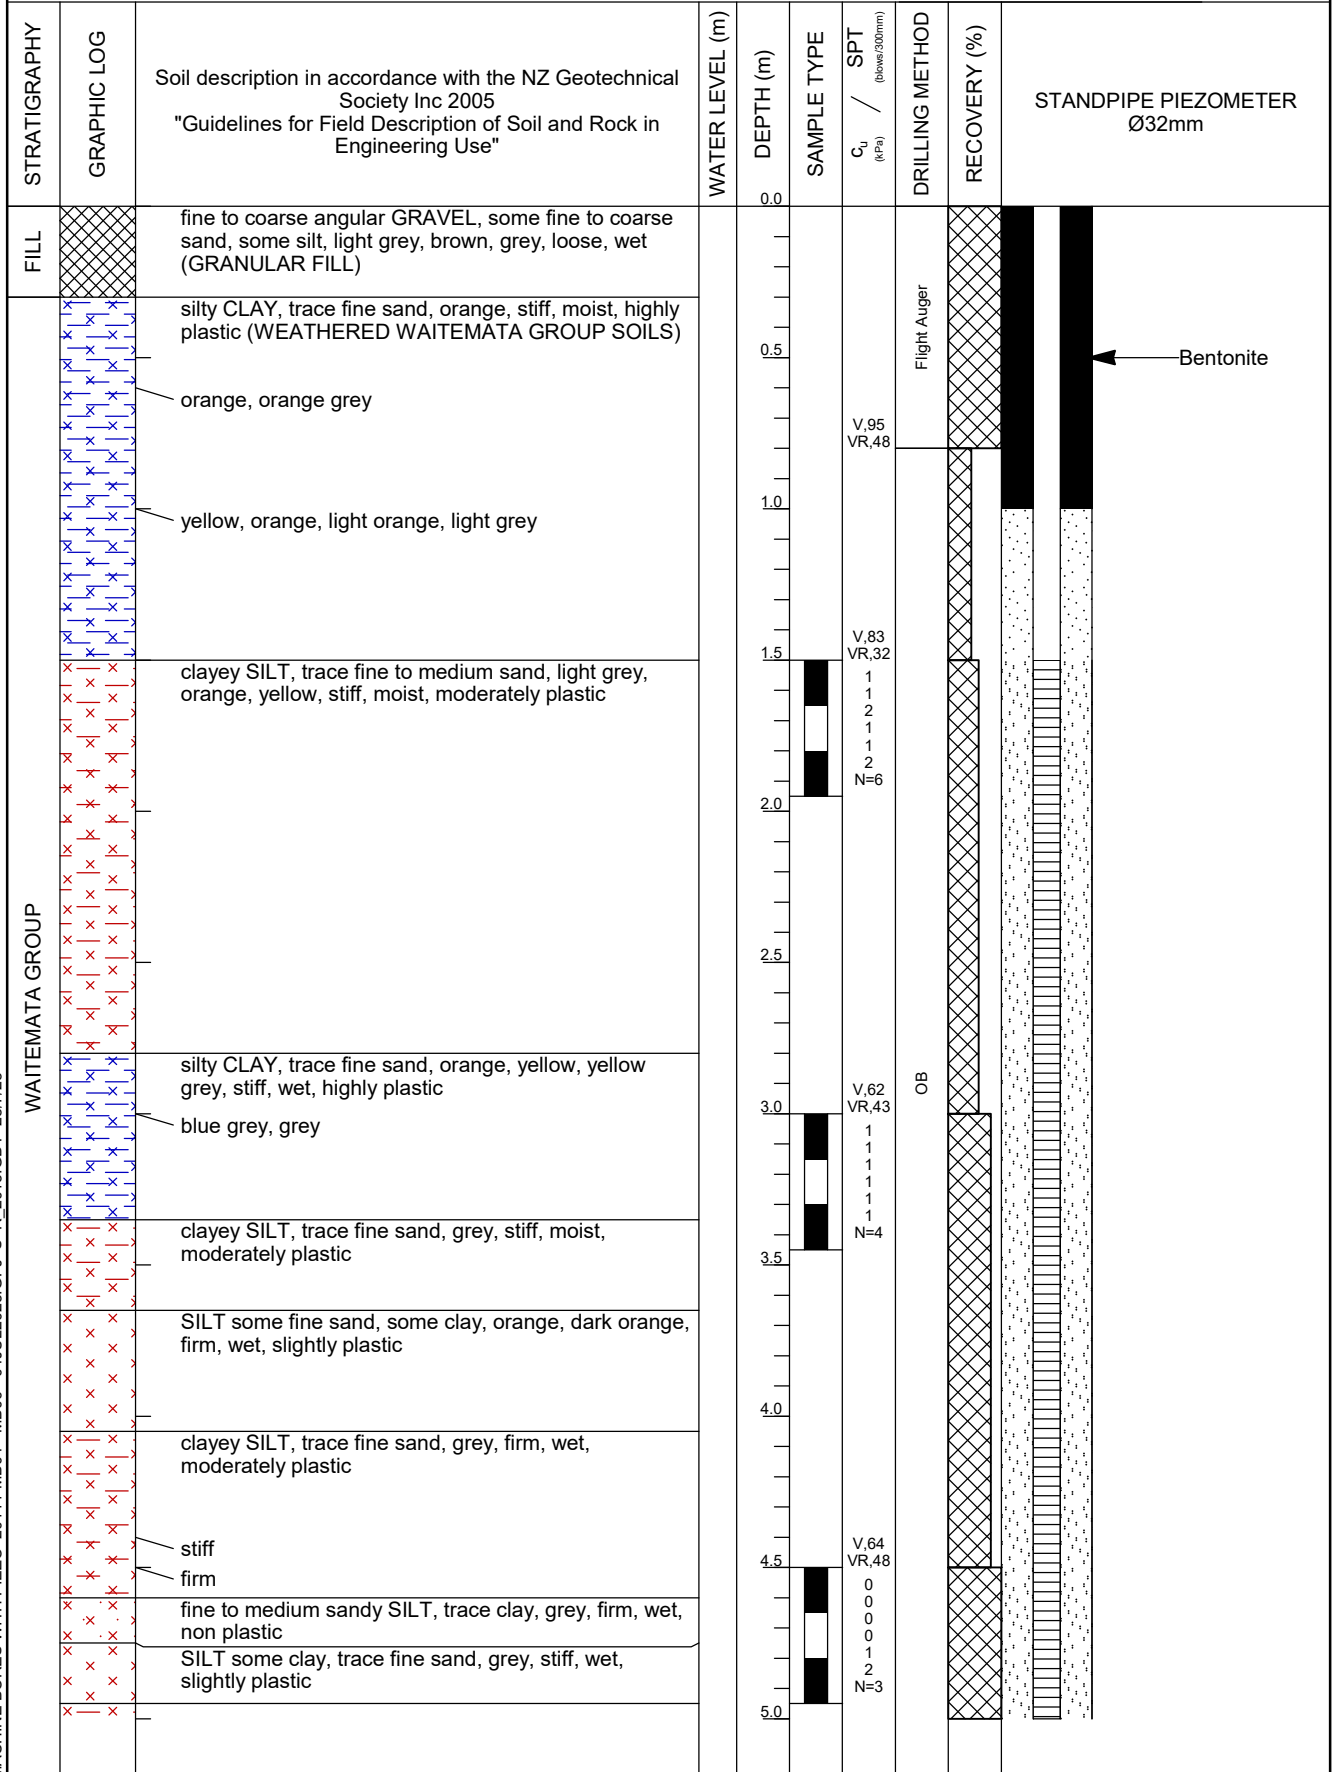 STRATIGRAPHY
GRAPHIC LOG
Soil description in accordance with the NZ Geotechnical
Society Inc 2005
"Guidelines for Field Description of Soil and Rock in
Engineering Use"
WATER LEVEL (m)
DEPTH (m)
SAMPLE TYPE
SPT
(blows/300mm)
/
cu
(kPa)
DRILLING METHOD
RECOVERY (%)
STANDPIPE PIEZOMETER
Ø32mm
0.0
FILL
fine to coarse angular GRAVEL, some fine to coarse
sand, some silt, light grey, brown, grey, loose, wet
(GRANULAR FILL)
silty CLAY, trace fine sand, orange, stiff, moist, highly
plastic (WEATHERED WAITEMATA GROUP SOILS)
Flight Auger
0.5
Bentonite
orange, orange grey
V,95
VR,48
1.0
yellow, orange, light orange, light grey
V,83
VR,32
1.5
clayey SILT, trace fine to medium sand, light grey,
orange, yellow, stiff, moist, moderately plastic
1
1
2
1
1
2
N=6
2.0
2.5
WAITEMATA GROUP
silty CLAY, trace fine sand, orange, yellow, yellow
grey, stiff, wet, highly plastic
OB
V,62
VR,43
3.0
blue grey, grey
1
1
1
1
1
1
N=4
clayey SILT, trace fine sand, grey, stiff, moist,
moderately plastic
3.5
SILT some fine sand, some clay, orange, dark orange,
firm, wet, slightly plastic
4.0
clayey SILT, trace fine sand, grey, firm, wet,
moderately plastic
stiff
V,64
VR,48
4.5
firm
0
0
0
0
1
2
N=3
fine to medium sandy SILT, trace clay, grey, firm, wet,
non plastic
SILT some clay, trace fine sand, grey, stiff, wet,
slightly plastic
5.0